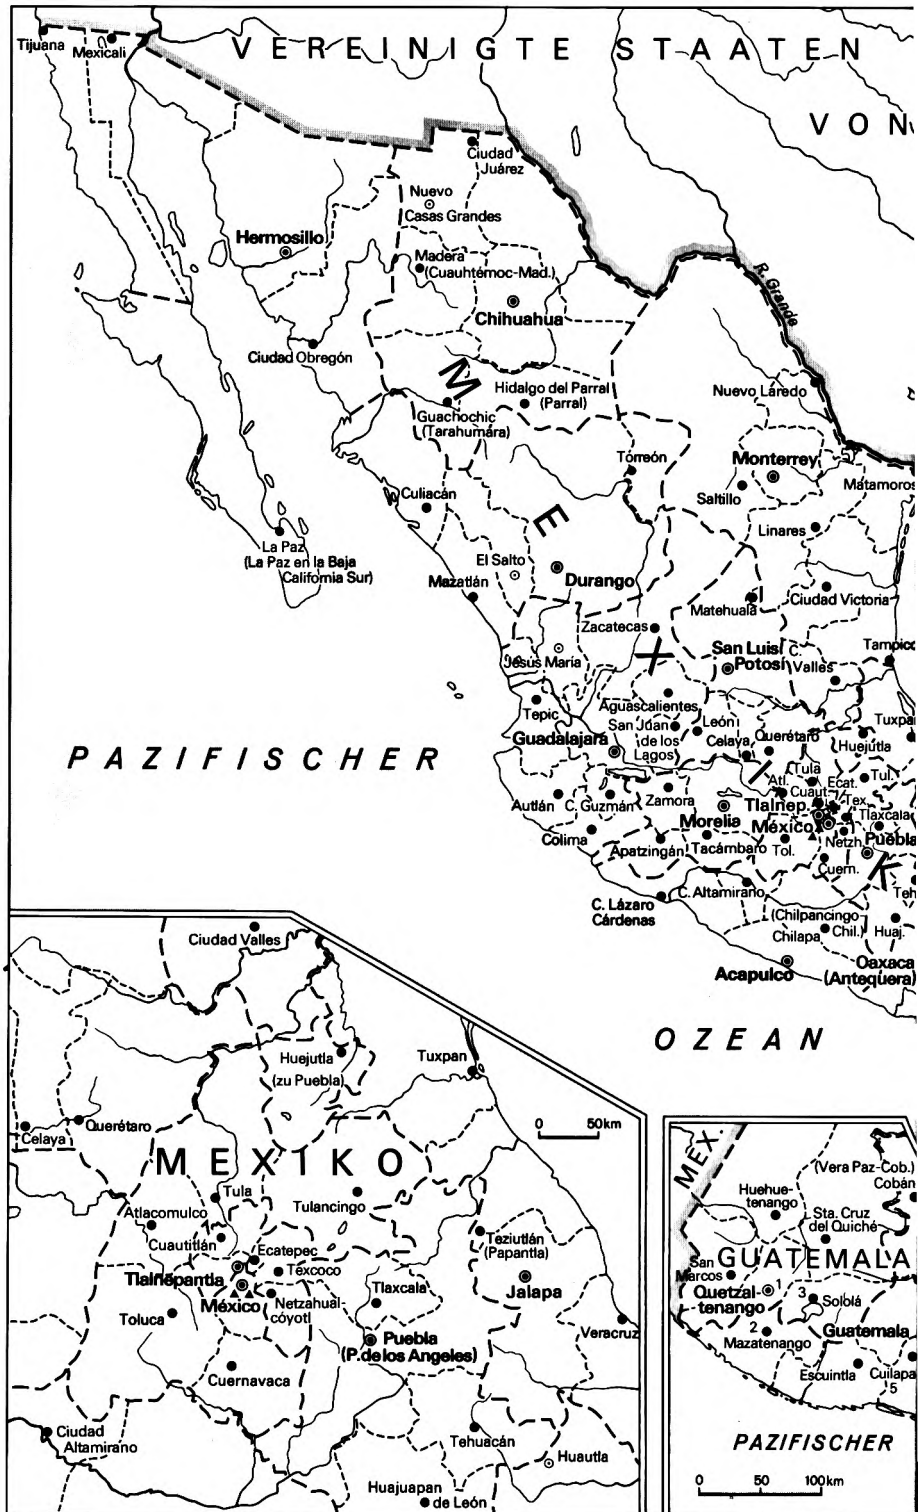 VEREINIGTE STAATEN
VON
Tijuana
Mexicali
Ciudad
Juárez
Nuevo
Casas Grandes
Hermosillo
Madera
(Cuauhtémoc-Mad.)
Chihuahua
R. Grande
Ciudad Obregón
M E X I K
Hidalgo del Parral
(Parral)
Nuevo Láredo
Guachochic
(Tarahumara)
Torreón
Monterrey
Saltillo
Matamoros
Culiacán
Linares
La Paz
(La Paz en la Baja
California Sur)
El Salto
Durango
Mazatlán
Matehuala
Ciudad Victoria
Zacatecas
Jesús María
San Luis
Potosí
C.
Valles
Tampico
Tepic
Aguascalientes
San Juan
de los
Lagos
León
Celaya
Querétaro
Huejutla
Tuxpan
PAZIFISCHER
Guadalajara
Tula
Atl.
Cuaut.
Ecat.
Tul.
Autlán
C. Guzmán
Zamora
Morelia
Tlalnep.
Tex.
Tlaxcala
México
Colima
Apatzingán
Tacámbaro
Tol.
Netzh.
Puebla
Cuern.
Teh
C. Lázaro
Cárdenas
C. Altamirano
(Chilpancingo
Chilapa
Chil.)
Huaj.
Acapulco
Oaxaca
(Antequera)
OZEAN
Ciudad Valles
Huejutla
(zu Puebla)
Tuxpan
0 50km
Celaya
Querétaro
MEXIKO
Tula
Tulancingo
Atlacomulco
Cuautitlán
Ecatepec
Texcoco
Teziutlán
(Papantla)
Tlalnepantla
México
Netzahual-
cóyotl
Tlaxcala
Jalapa
Toluca
Puebla
(P. de los Angeles)
Veracruz
Cuernavaca
Ciudad
Altamirano
Tehuacán
Huautla
Huajuapan
de León
MEX.
(Vera Paz-Cob.)
Cobán
Huehue-
tenango
Sta. Cruz
del Quiché
GUATEMALA
San
Marcos
Quetzal-
tenango
1
3
Sololá
2
Mazatenango
Guatemala
Escuintla
Cuilapa
5
PAZIFISCHER
0 50 100km